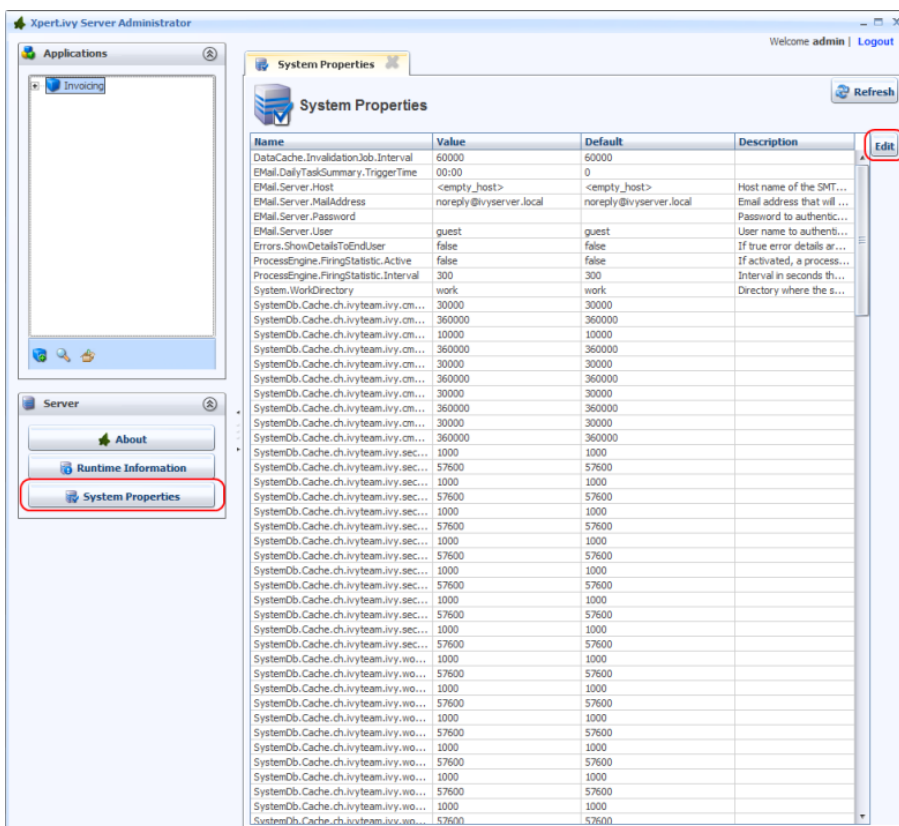 Xpert.ivy Server Administrator
Welcome admin | Logout
Applications
Invoicing
Server
About
Runtime Information
System Properties
System Properties
System Properties
Refresh
Edit
Name Value Default Description
DataCache.InvalidationJob.Interval 60000 60000
EMail.DailyTaskSummary.TriggerTime 00:00 0
EMail.Server.Host <empty_host> <empty_host> Host name of the SMT...
EMail.Server.MailAddress noreply@ivyserver.local noreply@ivyserver.local Email address that will ...
EMail.Server.Password Password to authentic...
EMail.Server.User guest guest User name to authenti...
Errors.ShowDetailsToEndUser false false If true error details ar...
ProcessEngine.FiringStatistic.Active false false If activated, a process...
ProcessEngine.FiringStatistic.Interval 300 300 Interval in seconds th...
System.WorkDirectory work work Directory where the s...
SystemDb.Cache.ch.ivyteam.ivy.cm... 30000 30000
SystemDb.Cache.ch.ivyteam.ivy.cm... 360000 360000
SystemDb.Cache.ch.ivyteam.ivy.cm... 10000 10000
SystemDb.Cache.ch.ivyteam.ivy.cm... 360000 360000
SystemDb.Cache.ch.ivyteam.ivy.cm... 30000 30000
SystemDb.Cache.ch.ivyteam.ivy.cm... 360000 360000
SystemDb.Cache.ch.ivyteam.ivy.cm... 30000 30000
SystemDb.Cache.ch.ivyteam.ivy.cm... 360000 360000
SystemDb.Cache.ch.ivyteam.ivy.cm... 30000 30000
SystemDb.Cache.ch.ivyteam.ivy.cm... 360000 360000
SystemDb.Cache.ch.ivyteam.ivy.sec... 1000 1000
SystemDb.Cache.ch.ivyteam.ivy.sec... 57600 57600
SystemDb.Cache.ch.ivyteam.ivy.sec... 1000 1000
SystemDb.Cache.ch.ivyteam.ivy.sec... 57600 57600
SystemDb.Cache.ch.ivyteam.ivy.sec... 1000 1000
SystemDb.Cache.ch.ivyteam.ivy.sec... 57600 57600
SystemDb.Cache.ch.ivyteam.ivy.sec... 1000 1000
SystemDb.Cache.ch.ivyteam.ivy.sec... 57600 57600
SystemDb.Cache.ch.ivyteam.ivy.sec... 1000 1000
SystemDb.Cache.ch.ivyteam.ivy.sec... 57600 57600
SystemDb.Cache.ch.ivyteam.ivy.sec... 1000 1000
SystemDb.Cache.ch.ivyteam.ivy.sec... 57600 57600
SystemDb.Cache.ch.ivyteam.ivy.sec... 1000 1000
SystemDb.Cache.ch.ivyteam.ivy.sec... 57600 57600
SystemDb.Cache.ch.ivyteam.ivy.wo... 1000 1000
SystemDb.Cache.ch.ivyteam.ivy.wo... 57600 57600
SystemDb.Cache.ch.ivyteam.ivy.wo... 1000 1000
SystemDb.Cache.ch.ivyteam.ivy.wo... 57600 57600
SystemDb.Cache.ch.ivyteam.ivy.wo... 1000 1000
SystemDb.Cache.ch.ivyteam.ivy.wo... 57600 57600
SystemDb.Cache.ch.ivyteam.ivy.wo... 1000 1000
SystemDb.Cache.ch.ivyteam.ivy.wo... 57600 57600
SystemDb.Cache.ch.ivyteam.ivy.wo... 1000 1000
SystemDb.Cache.ch.ivyteam.ivy.wo... 57600 57600
SystemDb.Cache.ch.ivyteam.ivy.wo... 1000 1000
SystemDb.Cache.ch.ivyteam.ivy.wo... 57600 57600